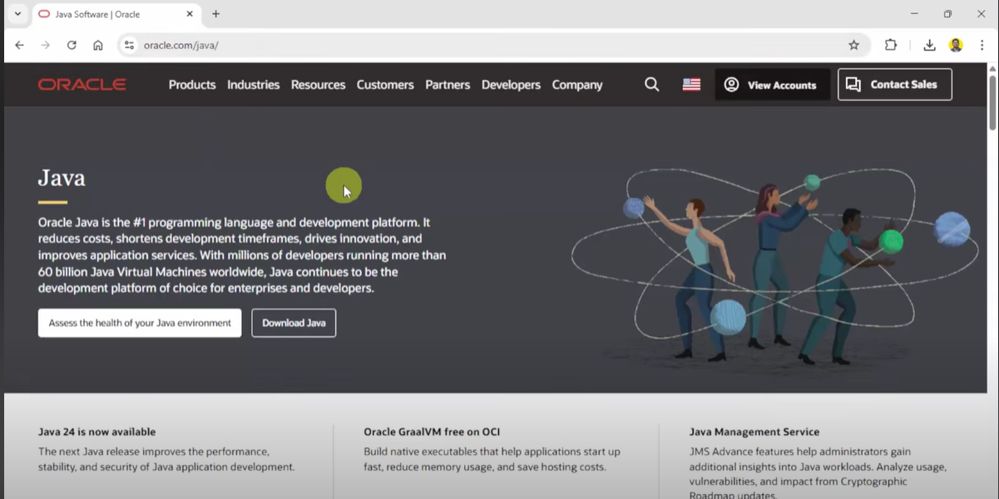 Java Software | Oracle
oracle.com/java/
ORACLE
Products Industries Resources Customers Partners Developers Company
View Accounts
Contact Sales
Java
Oracle Java is the #1 programming language and development platform. It
reduces costs, shortens development timeframes, drives innovation, and
improves application services. With millions of developers running more than
60 billion Java Virtual Machines worldwide, Java continues to be the
development platform of choice for enterprises and developers.
Assess the health of your Java environment
Download Java
Java 24 is now available
The next Java release improves the performance,
stability, and security of Java application development.
Oracle GraalVM free on OCI
Build native executables that help applications start up
fast, reduce memory usage, and save hosting costs.
Java Management Service
JMS Advance features help administrators gain
additional insights into Java workloads. Analyze usage,
vulnerabilities, and impact from Cryptographic
Roadmap updates.